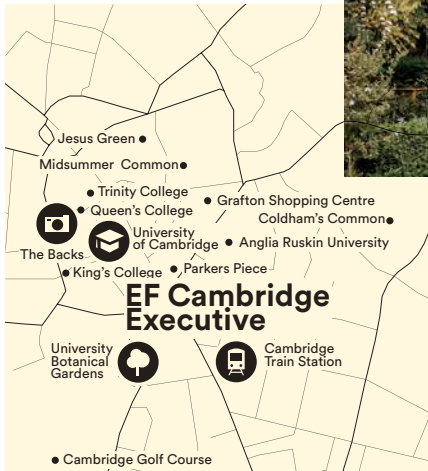 Jesus Green
Midsummer Common
Trinity College
Grafton Shopping Centre
Queen's College
Coldham's Common
University
of Cambridge
Anglia Ruskin University
The Backs
King's College
Parkers Piece
EF Cambridge
Executive
University
Botanical
Gardens
Cambridge
Train Station
Cambridge Golf Course